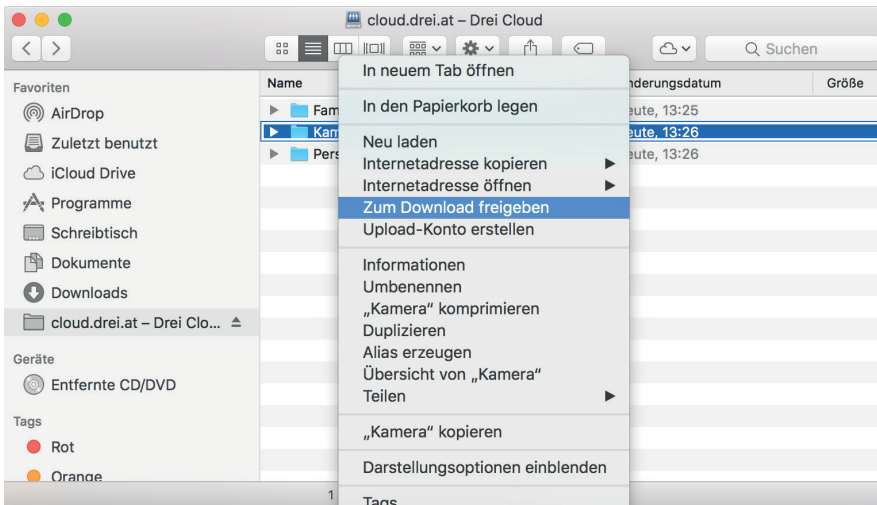 cloud.drei.at – Drei Cloud
Suchen
Favoriten
AirDrop
Zuletzt benutzt
iCloud Drive
Programme
Schreibtisch
Dokumente
Downloads
cloud.drei.at – Drei Clo...
Geräte
Entfernte CD/DVD
Tags
Rot
Orange
Name
nderungsdatum
Größe
Fam
eute, 13:25
Kam
eute, 13:26
Pers
eute, 13:26
1
In neuem Tab öffnen
In den Papierkorb legen
Neu laden
Internetadresse kopieren
Internetadresse öffnen
Zum Download freigeben
Upload-Konto erstellen
Informationen
Umbenennen
„Kamera“ komprimieren
Duplizieren
Alias erzeugen
Übersicht von „Kamera“
Teilen
„Kamera“ kopieren
Darstellungsoptionen einblenden
Tags